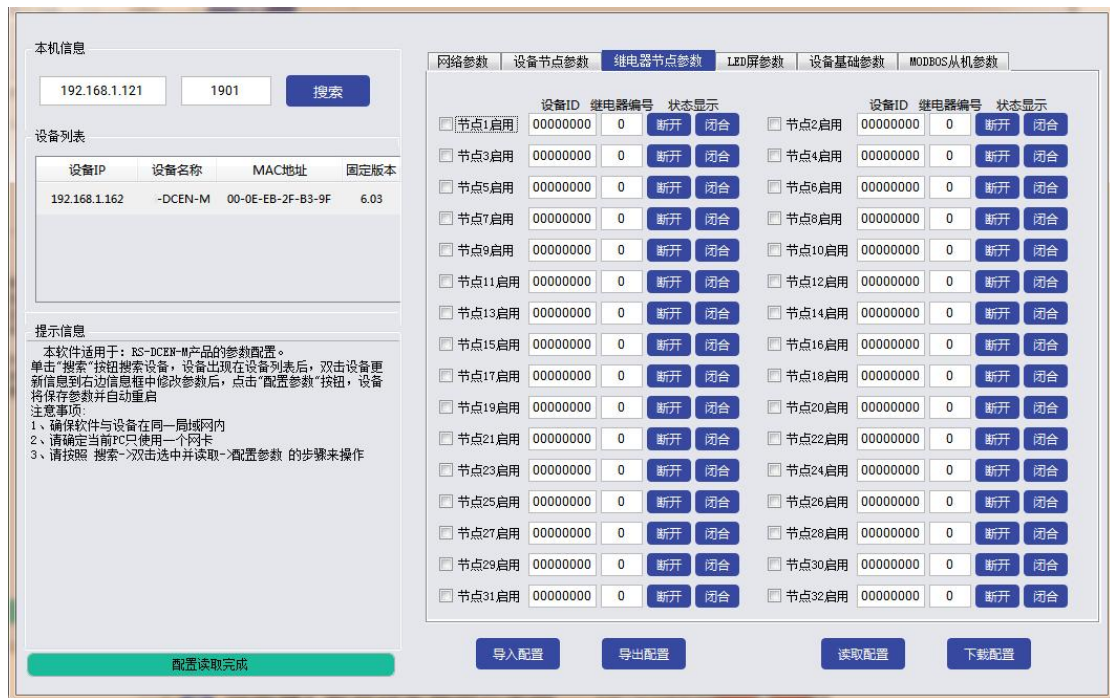 本机信息
192.168.1.121 1901 搜索
设备列表
设备IP 设备名称 MAC地址 固定版本
192.168.1.162 -DCEN-M 00-0E-EB-2F-B3-9F 6.03
提示信息
本软件适用于：RS-DCEN-M产品的参数配置。
单击"搜索"按钮搜索设备，设备出现在设备列表后，双击设备更
新信息到右边信息框中修改参数后，点击"配置参数"按钮，设备
将保存参数并自动重启
注意事项:
1、确保软件与设备在同一局域网内
2、请确定当前PC只使用一个网卡
3、请按照 搜索->双击选中并读取->配置参数 的步骤来操作
配置读取完成
网络参数 设备节点参数 继电器节点参数 LED屏参数 设备基础参数 MODBOS从机参数
设备ID 继电器编号 状态显示 设备ID 继电器编号 状态显示
节点1启用 00000000 0 断开 闭合 节点2启用 00000000 0 断开 闭合
节点3启用 00000000 0 断开 闭合 节点4启用 00000000 0 断开 闭合
节点5启用 00000000 0 断开 闭合 节点6启用 00000000 0 断开 闭合
节点7启用 00000000 0 断开 闭合 节点8启用 00000000 0 断开 闭合
节点9启用 00000000 0 断开 闭合 节点10启用 00000000 0 断开 闭合
节点11启用 00000000 0 断开 闭合 节点12启用 00000000 0 断开 闭合
节点13启用 00000000 0 断开 闭合 节点14启用 00000000 0 断开 闭合
节点15启用 00000000 0 断开 闭合 节点16启用 00000000 0 断开 闭合
节点17启用 00000000 0 断开 闭合 节点18启用 00000000 0 断开 闭合
节点19启用 00000000 0 断开 闭合 节点20启用 00000000 0 断开 闭合
节点21启用 00000000 0 断开 闭合 节点22启用 00000000 0 断开 闭合
节点23启用 00000000 0 断开 闭合 节点24启用 00000000 0 断开 闭合
节点25启用 00000000 0 断开 闭合 节点26启用 00000000 0 断开 闭合
节点27启用 00000000 0 断开 闭合 节点28启用 00000000 0 断开 闭合
节点29启用 00000000 0 断开 闭合 节点30启用 00000000 0 断开 闭合
节点31启用 00000000 0 断开 闭合 节点32启用 00000000 0 断开 闭合
导入配置 导出配置 读取配置 下载配置